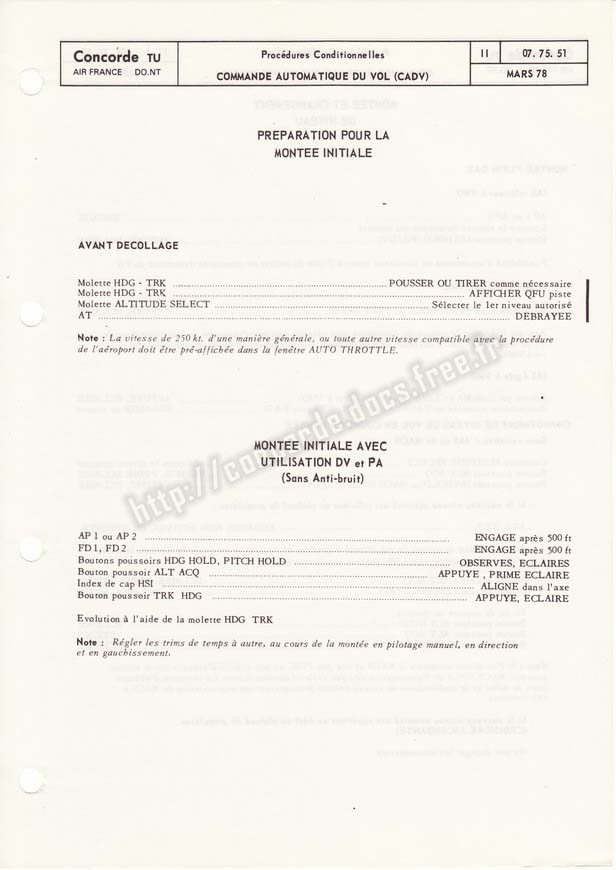 Concorde TU
AIR FRANCE DO.NT
Procédures Conditionnelles
COMMANDE AUTOMATIQUE DU VOL (CADV)
II
07. 75. 51
MARS 78
PREPARATION POUR LA
MONTEE INITIALE
AVANT DECOLLAGE
Molette HDG - TRK ........ POUSSER OU TIRER comme nécessaire
Molette HDG - TRK ........ AFFICHER QFU piste
Molette ALTITUDE SELECT ........ Sélecter le 1er niveau autorisé
AT ........ DEBRAYEE
Note : La vitesse de 250 kt. d'une manière générale, ou toute autre vitesse compatible avec la procédure
de l'aéroport doit être pré-affichée dans la fenêtre AUTO THROTTLE.
http://concorde.docs.free.fr
MONTEE INITIALE AVEC
UTILISATION DV et PA
(Sans Anti-bruit)
AP 1 ou AP 2 ........ ENGAGE après 500 ft
FD 1, FD 2 ........ ENGAGE après 500 ft
Boutons poussoirs HDG HOLD, PITCH HOLD ........ OBSERVES, ECLAIRES
Bouton poussoir ALT ACQ ........ APPUYE , PRIME ECLAIRE
Index de cap HSI ........ ALIGNE dans l'axe
Bouton poussoir TRK HDG ........ APPUYE, ECLAIRE
Evolution à l'aide de la molette HDG TRK
Note : Régler les trims de temps à autre, au cours de la montée en pilotage manuel, en direction
et en gauchissement.